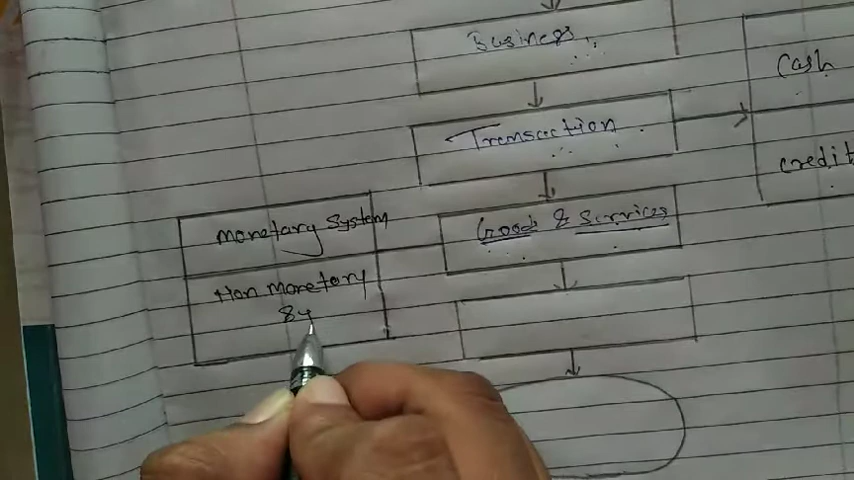 Business
Cash
Transaction
credit
Goods & Services
monetary System
Non monetary
Sy